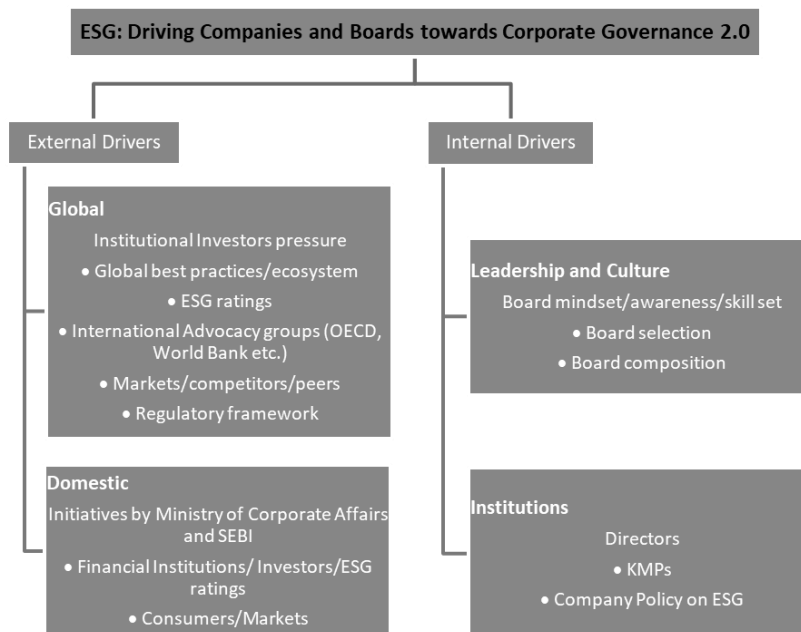 ESG: Driving Companies and Boards towards Corporate Governance 2.0
External Drivers
Global
Institutional Investors pressure
• Global best practices/ecosystem
• ESG ratings
• International Advocacy groups (OECD,
World Bank etc.)
• Markets/competitors/peers
• Regulatory framework
Domestic
Initiatives by Ministry of Corporate Affairs
and SEBI
• Financial Institutions/ Investors/ESG
ratings
• Consumers/Markets
Internal Drivers
Leadership and Culture
Board mindset/awareness/skill set
• Board selection
• Board composition
Institutions
Directors
• KMPs
• Company Policy on ESG